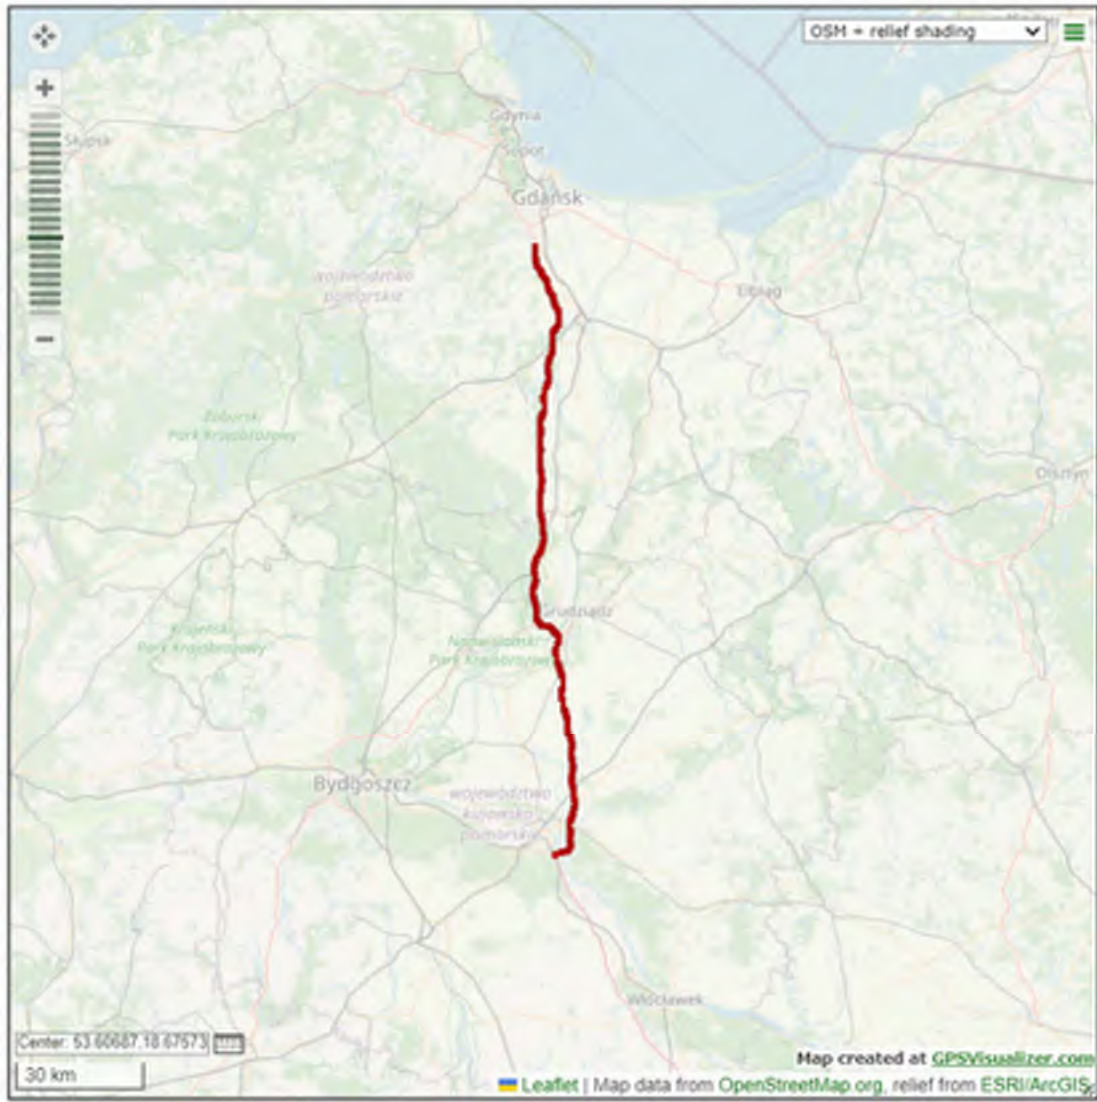 OSM + relief shading
Gdynia
Słupsk
Sopot
Gdańsk
województwo
pomorskie
Elbląg
Zaborski
Park Krajobrazowy
Olsztyn
Grudziądz
Krajeński
Park Krajobrazowy
Nadwiślański
Park Krajobrazowy
Bydgoszcz
województwo
kujawsko-
pomorskie
Włocławek
Center: 53.60687,18.67573
30 km
Map created at GPSVisualizer.com
Leaflet | Map data from OpenStreetMap.org, relief from ESRI/ArcGIS